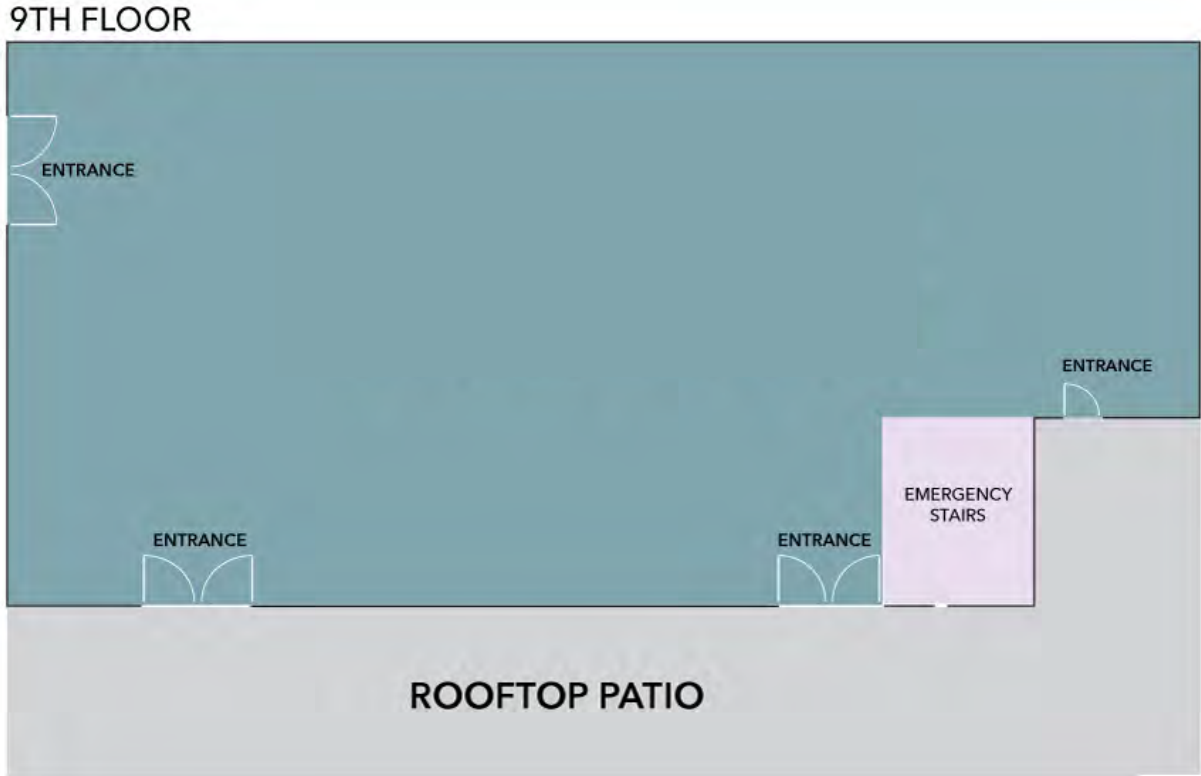 9TH FLOOR
ENTRANCE
ENTRANCE
ENTRANCE
ENTRANCE
EMERGENCY
STAIRS
ROOFTOP PATIO